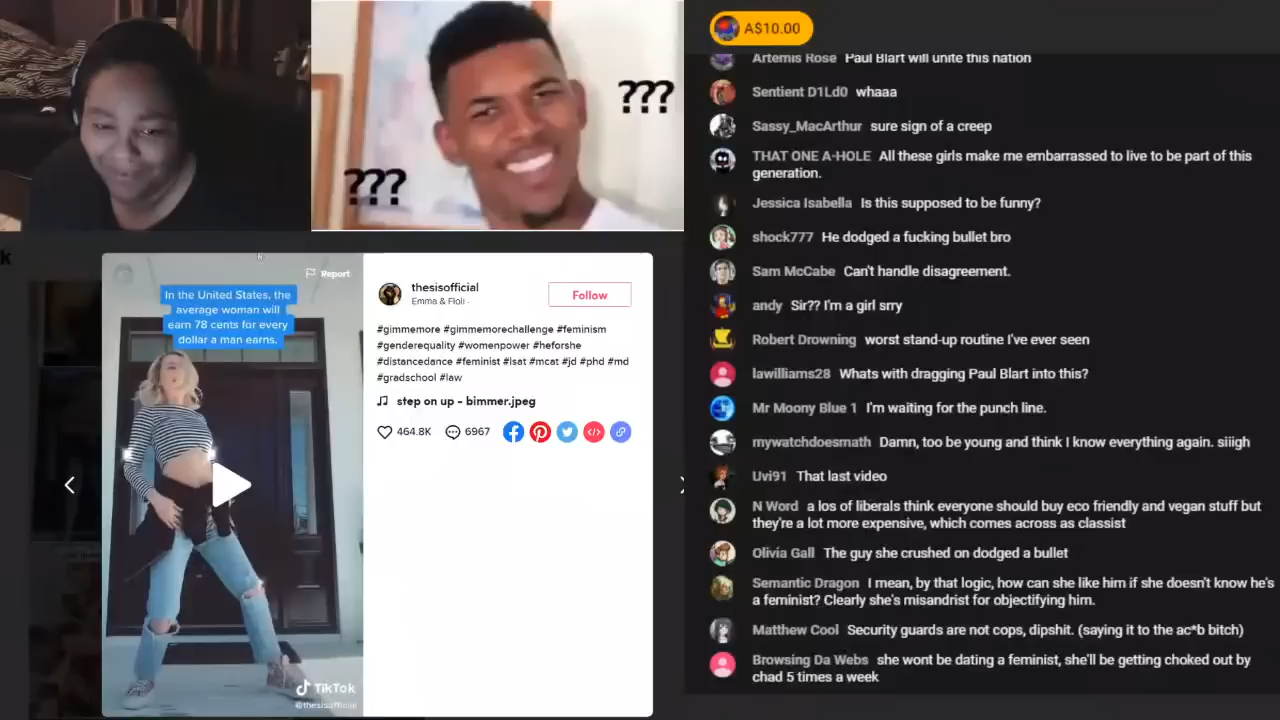 ???
???
k
Report
In the United States, the
average woman will
earn 78 cents for every
dollar a man earns.
TikTok
@thesisofficial
thesisofficial
Emma & Floli ·
Follow
#gimmemore #gimmemorechallenge #feminism
#genderequality #womenpower #heforshe
#distancedance #feminist #lsat #mcat #jd #phd #md
#gradschool #law
step on up - bimmer.jpeg
464.8K
6967
A$10.00
Artemis Rose Paul Blart will unite this nation
Sentient D1Ld0 whaaa
Sassy_MacArthur sure sign of a creep
THAT ONE A-HOLE All these girls make me embarrassed to live to be part of this
generation.
Jessica Isabella Is this supposed to be funny?
shock777 He dodged a fucking bullet bro
Sam McCabe Can't handle disagreement.
andy Sir?? I'm a girl srry
Robert Drowning worst stand-up routine I've ever seen
lawilliams28 Whats with dragging Paul Blart into this?
Mr Moony Blue 1 I'm waiting for the punch line.
mywatchdoesmath Damn, too be young and think I know everything again. siiigh
Uvi91 That last video
N Word a los of liberals think everyone should buy eco friendly and vegan stuff but
they're a lot more expensive, which comes across as classist
Olivia Gall The guy she crushed on dodged a bullet
Semantic Dragon I mean, by that logic, how can she like him if she doesn't know he's
a feminist? Clearly she's misandrist for objectifying him.
Matthew Cool Security guards are not cops, dipshit. (saying it to the ac*b bitch)
Browsing Da Webs she wont be dating a feminist, she'll be getting choked out by
chad 5 times a week